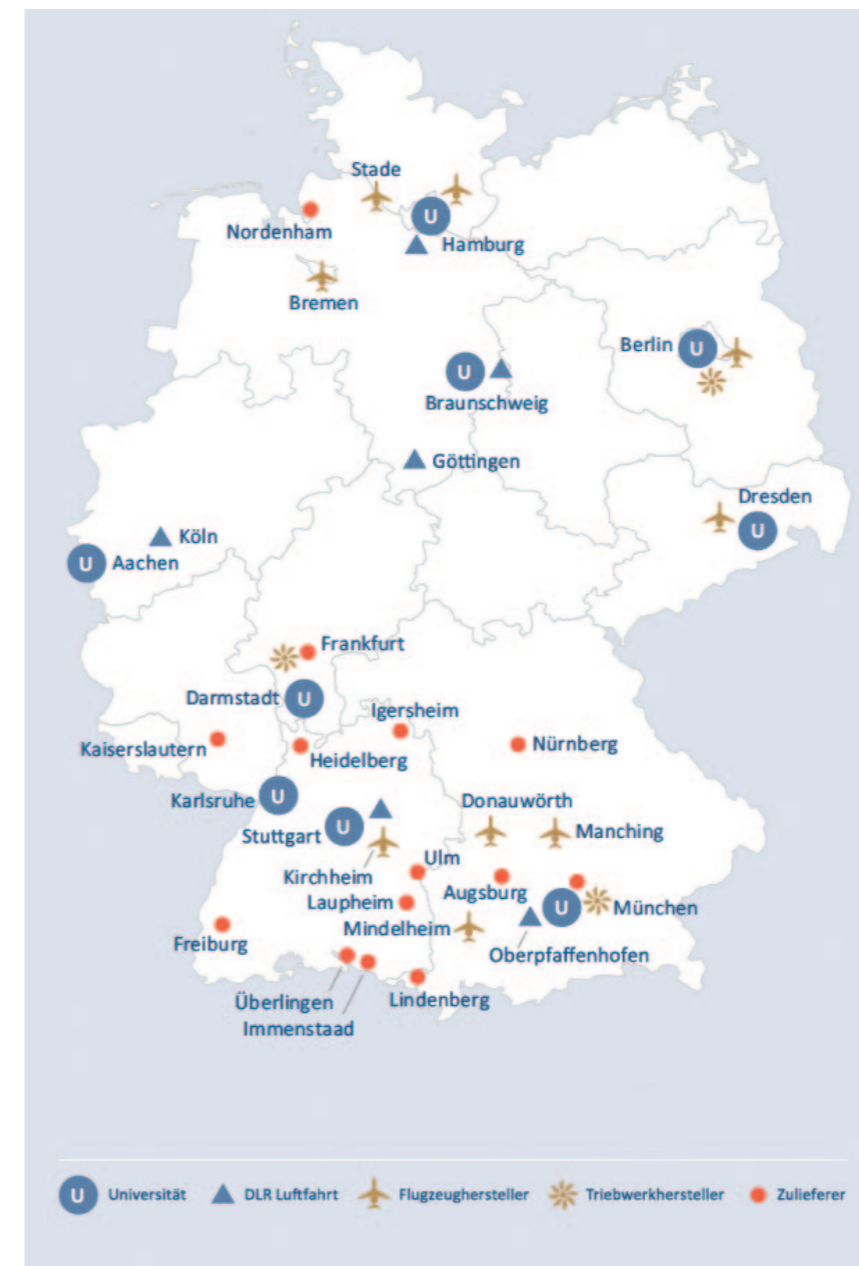 Stade
Nordenham
U
Hamburg
Bremen
Berlin
U
U
Braunschweig
Göttingen
Dresden
U
Köln
U
Aachen
Frankfurt
Darmstadt
U
Igersheim
Kaiserslautern
Heidelberg
Nürnberg
Karlsruhe
U
Donauwörth
Stuttgart
U
Manching
Kirchheim
Ulm
Augsburg
Laupheim
U
München
Mindelheim
Freiburg
Oberpfaffenhofen
Überlingen
Lindenberg
Immenstaad
U Universität DLR Luftfahrt Flugzeughersteller Triebwerkhersteller Zulieferer